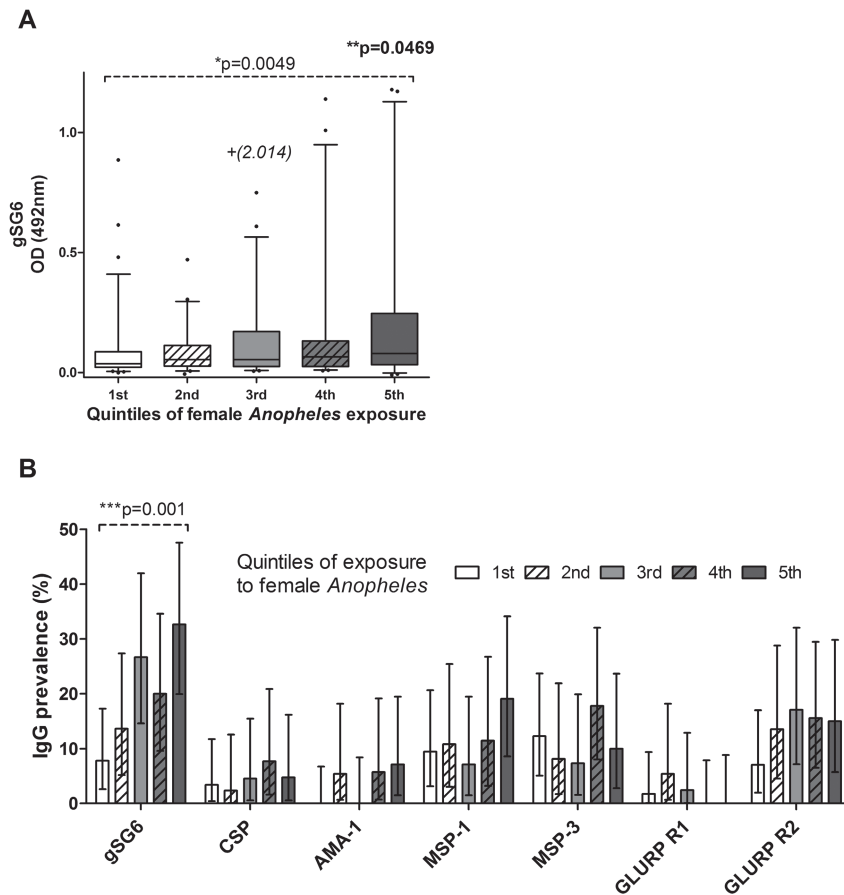 A
**p=0.0469
*p=0.0049
+(2.014)
gSG6
OD (492nm)
1.0
0.5
0.0
1st 2nd 3rd 4th 5th
Quintiles of female Anopheles exposure
B
***p=0.001
Quintiles of exposure
to female Anopheles
1st 2nd 3rd 4th 5th
IgG prevalence (%)
50
40
30
20
10
0
gSG6
CSP
AMA-1
MSP-1
MSP-3
GLURP R1
GLURP R2